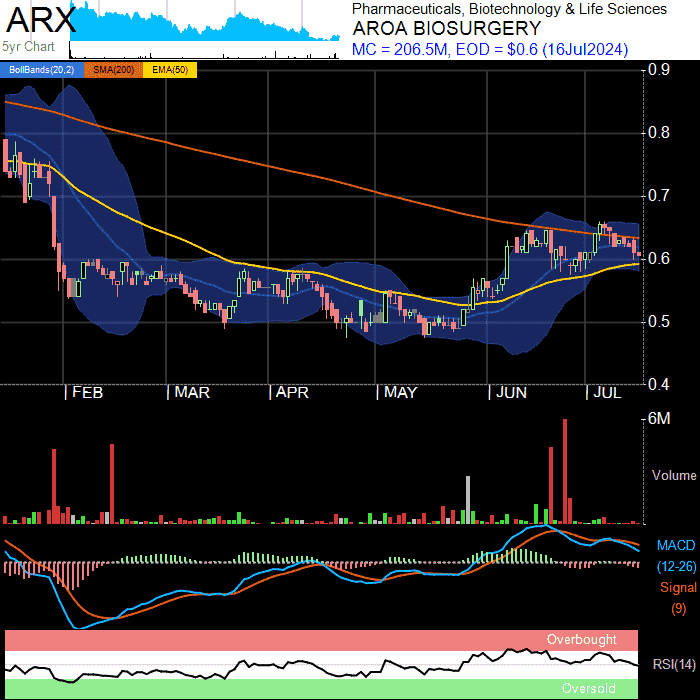 ARX
5yr Chart
Pharmaceuticals, Biotechnology & Life Sciences
AROA BIOSURGERY
MC = 206.5M, EOD = $0.6 (16Jul2024)
BollBands(20,2) SMA(200) EMA(50)
0.9
0.8
0.7
0.6
0.5
0.4
FEB MAR APR MAY JUN JUL
6M
Volume
MACD
(12-26)
Signal
(9)
Overbought
RSI(14)
Oversold